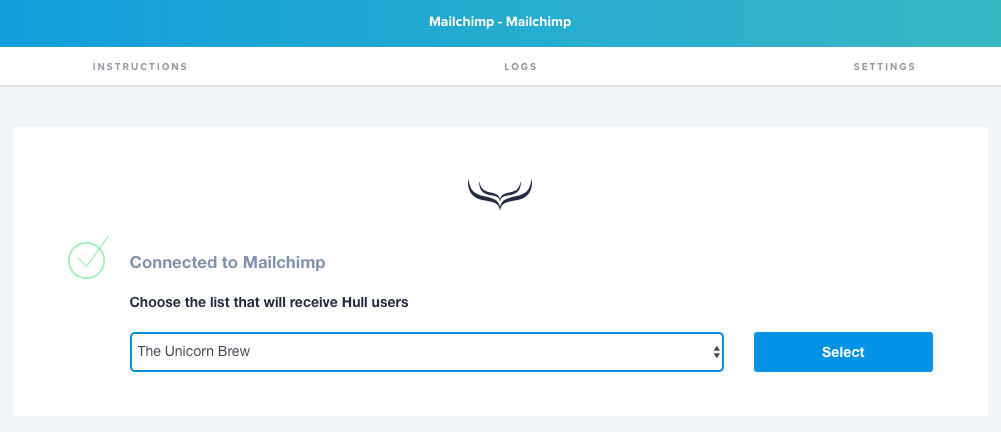 Mailchimp - Mailchimp
INSTRUCTIONS LOGS SETTINGS
Connected to Mailchimp
Choose the list that will receive Hull users
The Unicorn Brew Select